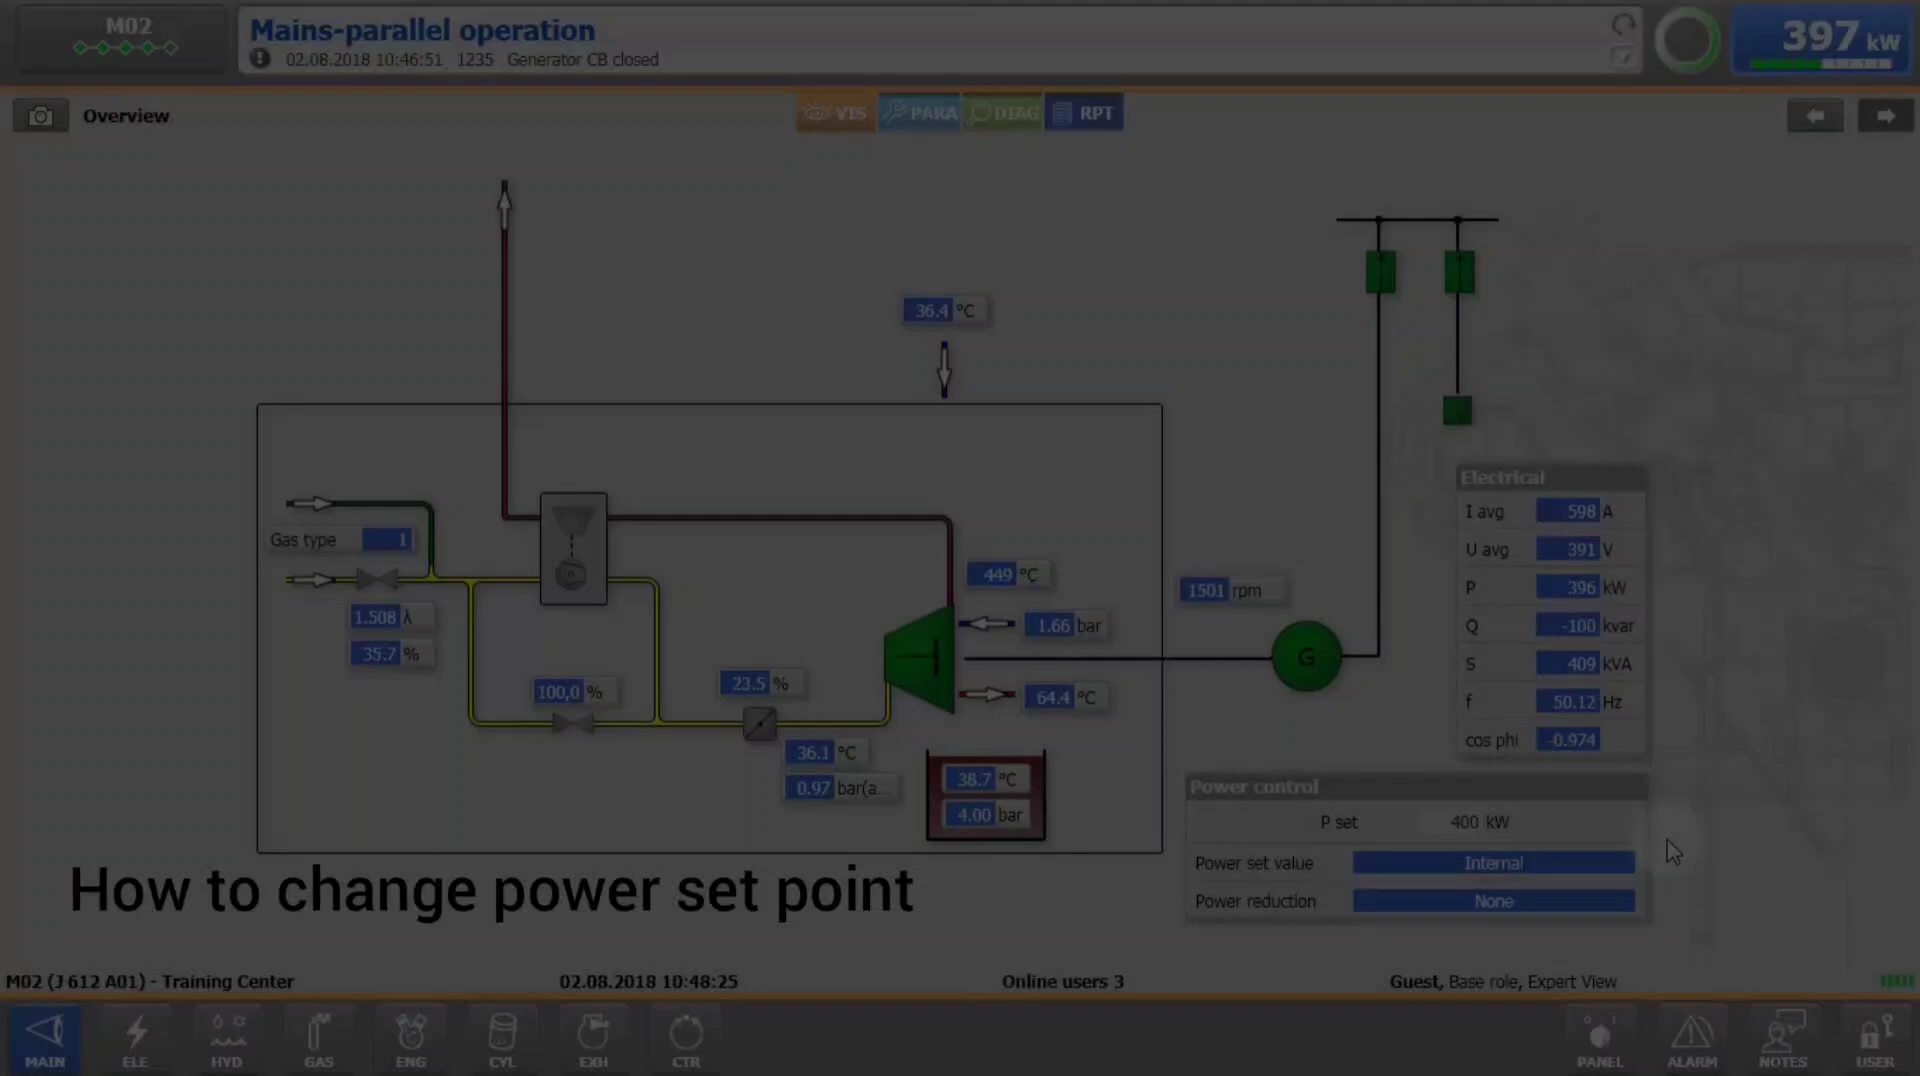 M02
Mains-parallel operation
02.08.2018 10:46:51 1235 Generator CB closed
397 kW
Overview
VIS
PARA
DIAG
RPT
36.4 °C
Gas type 1
1.508 λ
35.7 %
100,0 %
23.5 %
36.1 °C
0.97 bar(a...
449 °C
1.66 bar
64.4 °C
38.7 °C
4.00 bar
1501 rpm
G
Electrical
I avg 598 A
U avg 391 V
P 396 kW
Q -100 kvar
S 409 kVA
f 50.12 Hz
cos phi -0.974
Power control
P set 400 kW
Power set value Internal
Power reduction None
How to change power set point
M02 (J 612 A01) - Training Center
02.08.2018 10:48:25
Online users 3
Guest, Base role, Expert View
MAIN
ELE
HYD
GAS
ENG
CYL
EXH
CTR
PANEL
ALARM
NOTES
USER